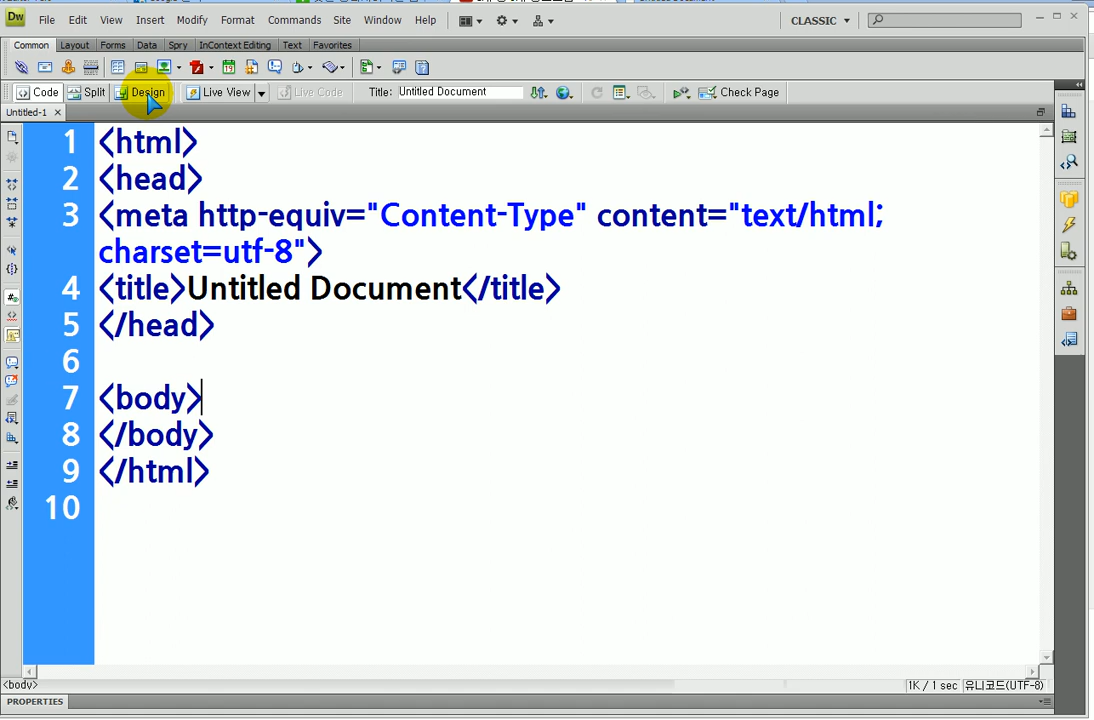 Dw File Edit View Insert Modify Format Commands Site Window Help CLASSIC
Common Layout Forms Data Spry InContext Editing Text Favorites
Code Split Design Live View Live Code Title: Untitled Document Check Page
Untitled-1
1 <html>
2 <head>
3 <meta http-equiv="Content-Type" content="text/html;
charset=utf-8">
4 <title>Untitled Document</title>
5 </head>
6
7 <body>
8 </body>
9 </html>
10
<body> 1K / 1 sec 유니코드(UTF-8)
PROPERTIES